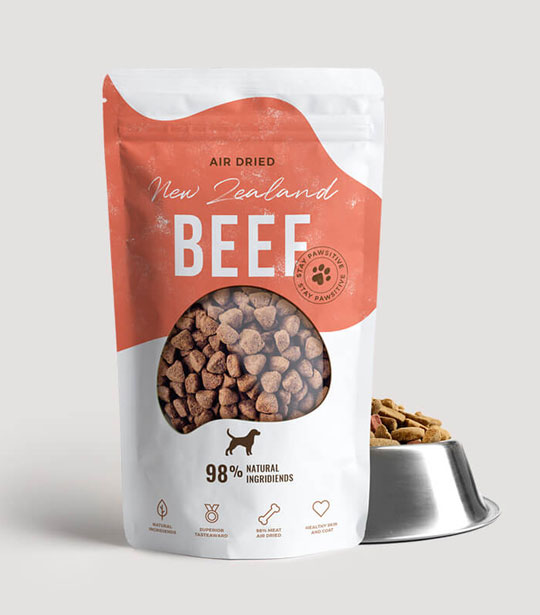 AIR DRIED
New Zealand
BEEF
STAY PAWSITIVE
STAY PAWSITIVE
98% NATURAL
INGRIDIENDS
NATURAL
INGRIDIENDS
SUPERIOR
TASTEAWARD
98% MEAT
AIR DRIED
HEALTHY SKIN
AND COAT